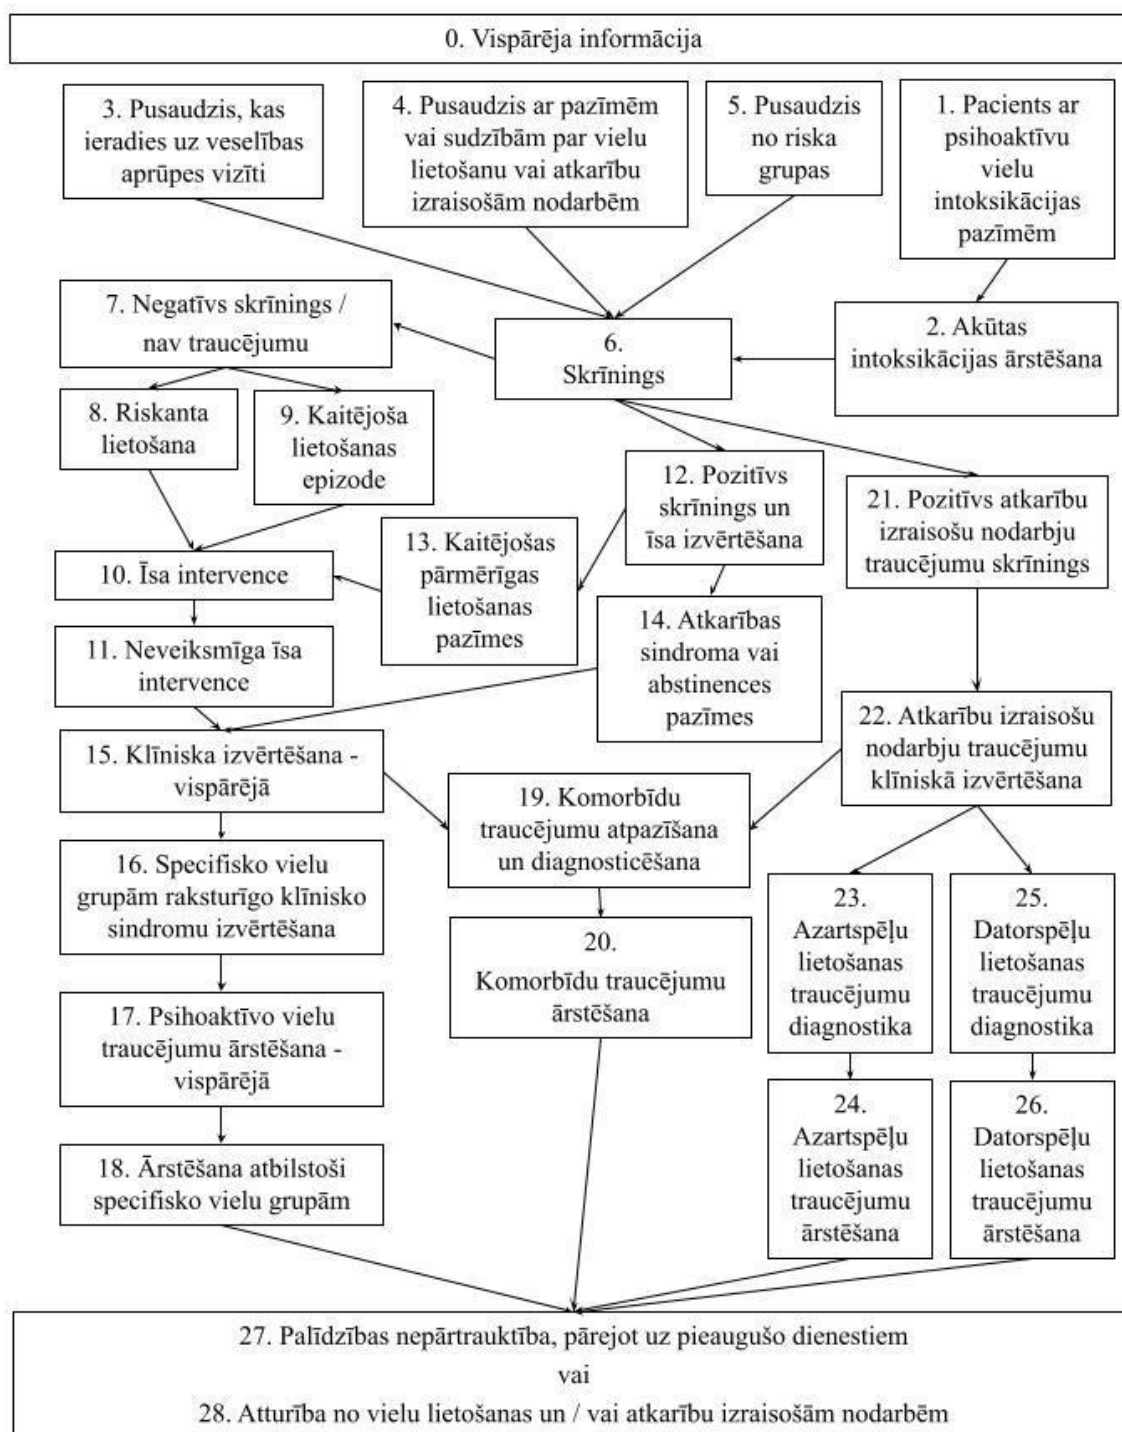 0. Vispārēja informācija
3. Pusaudzis, kas
ieradies uz veselības
aprūpes vizīti
4. Pusaudzis ar pazīmēm
vai sudzībām par vielu
lietošanu vai atkarību
izraisošām nodarbēm
5. Pusaudzis
no riska
grupas
1. Pacients ar
psihoaktīvu
vielu
intoksikācijas
pazīmēm
2. Akūtas
intoksikācijas ārstēšana
6.
Skrīnings
7. Negatīvs skrīnings /
nav traucējumu
8. Riskanta
lietošana
9. Kaitējoša
lietošanas
epizode
10. Īsa intervence
11. Neveiksmīga īsa
intervence
12. Pozitīvs
skrīnings un
īsa izvērtēšana
13. Kaitējošas
pārmērīgas
lietošanas
pazīmes
14. Atkarības
sindroma vai
abstinences
pazīmes
21. Pozitīvs atkarību
izraisošu nodarbju
traucējumu skrīnings
22. Atkarību izraisošu
nodarbju traucējumu
klīniskā izvērtēšana
15. Klīniska izvērtēšana -
vispārējā
16. Specifisko vielu
grupām raksturīgo klīnisko
sindromu izvērtēšana
17. Psihoaktīvo vielu
traucējumu ārstēšana -
vispārējā
18. Ārstēšana atbilstoši
specifisko vielu grupām
19. Komorbīdu
traucējumu atpazīšana
un diagnosticēšana
20.
Komorbīdu traucējumu
ārstēšana
23.
Azartspēļu
lietošanas
traucējumu
diagnostika
24.
Azartspēļu
lietošanas
traucējumu
ārstēšana
25.
Datorspēļu
lietošanas
traucējumu
diagnostika
26.
Datorspēļu
lietošanas
traucējumu
ārstēšana
27. Palīdzības nepārtrauktība, pārejot uz pieaugušo dienestiem
vai
28. Atturība no vielu lietošanas un / vai atkarību izraisošām nodarbēm